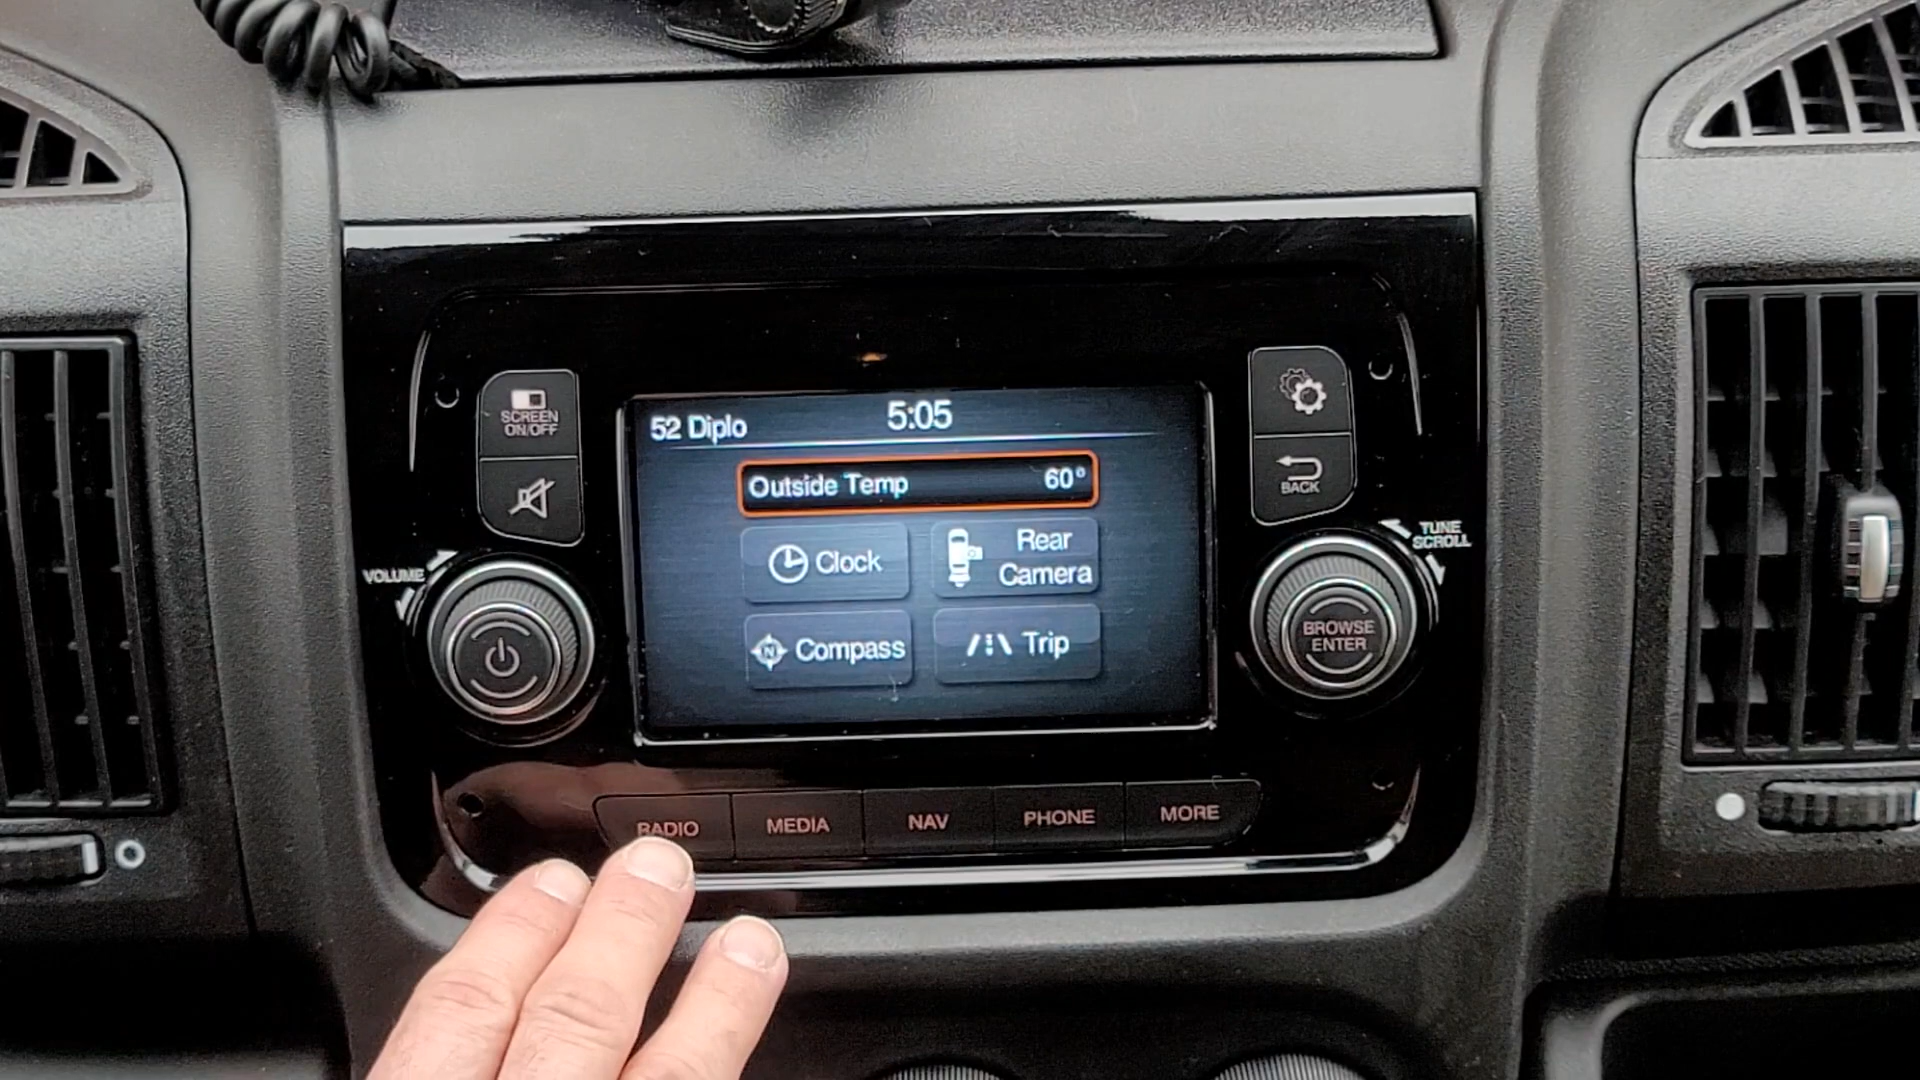 SCREEN
ON/OFF
VOLUME
52 Diplo
5:05
Outside Temp 60°
Clock
Rear
Camera
N
Compass
Trip
BACK
TUNE
SCROLL
BROWSE
ENTER
RADIO
MEDIA
NAV
PHONE
MORE